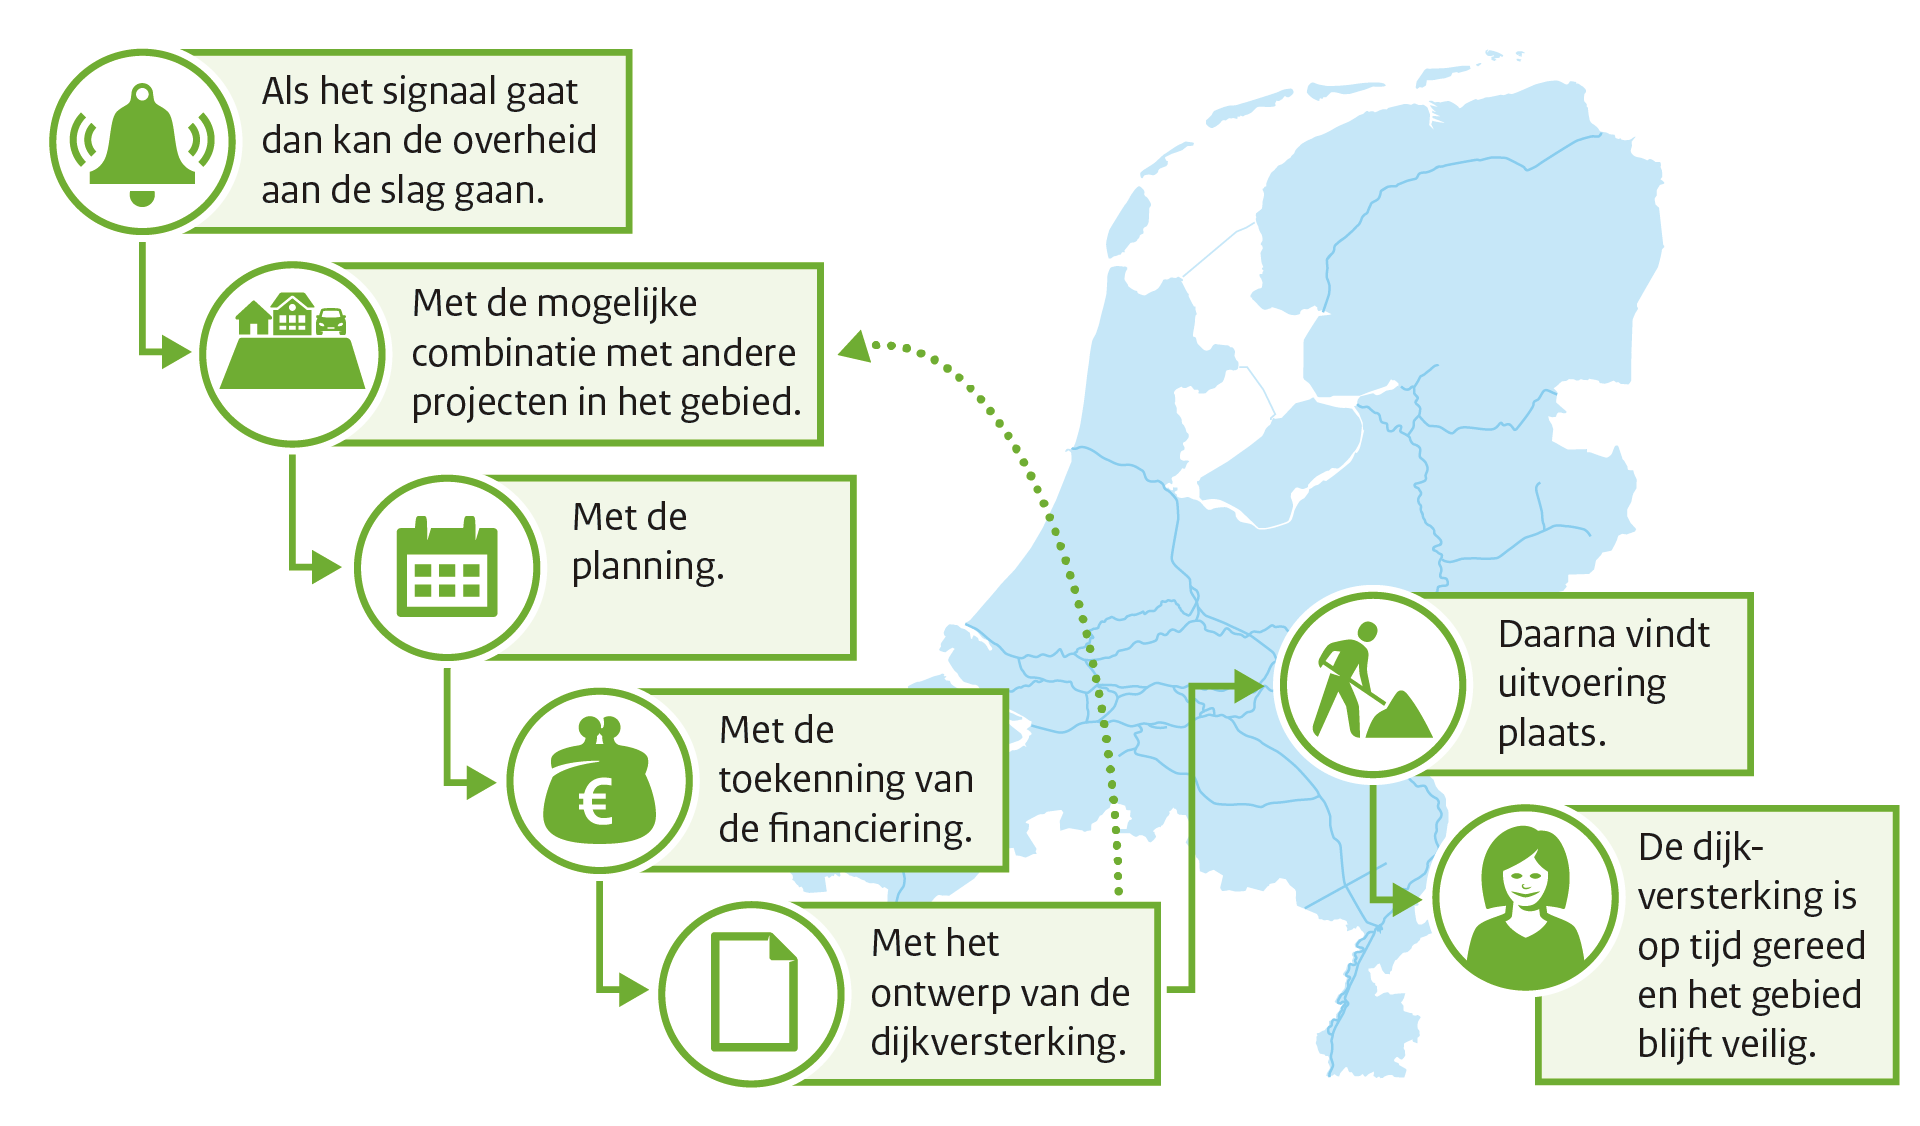 Als het signaal gaat
dan kan de overheid
aan de slag gaan.
Met de mogelijke
combinatie met andere
projecten in het gebied.
Met de
planning.
€
Met de
toekenning van
de financiering.
Met het
ontwerp van de
dijkversterking.
Daarna vindt
uitvoering
plaats.
De dijk-
versterking is
op tijd gereed
en het gebied
blijft veilig.